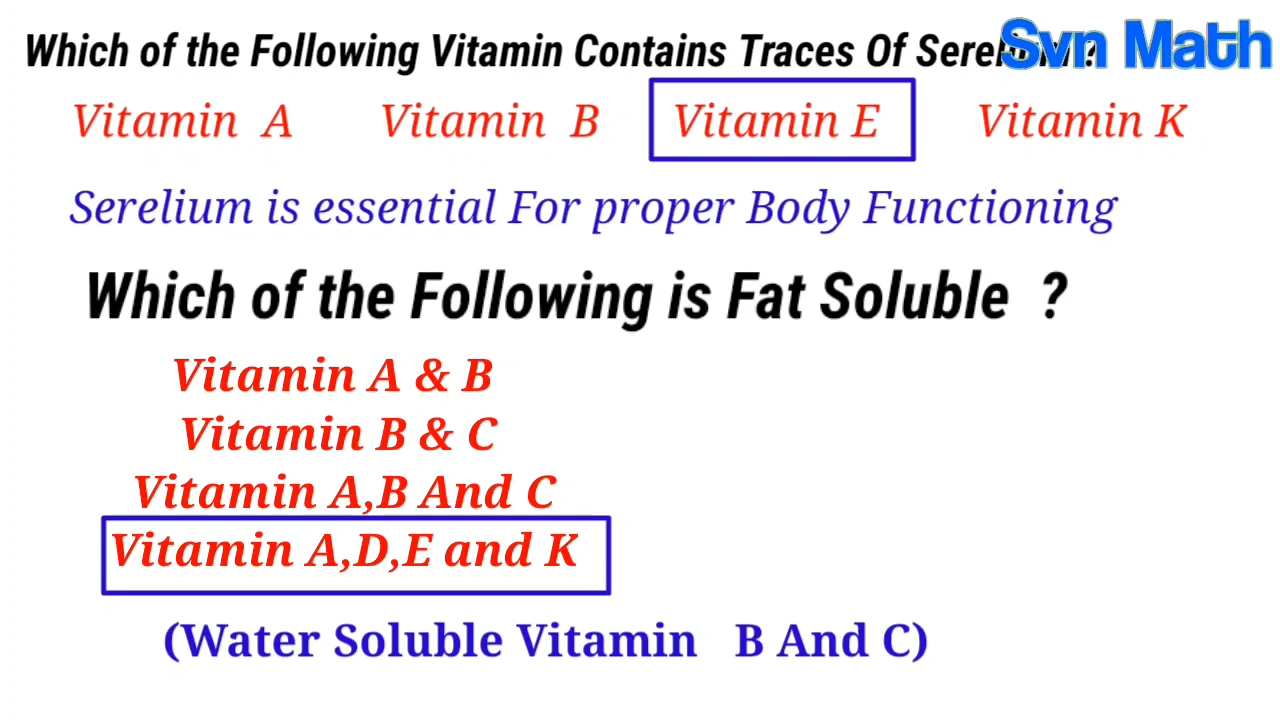 Which of the Following Vitamin Contains Traces Of ?
Svn Math
Vitamin A Vitamin B Vitamin E Vitamin K
Serelium is essential For proper Body Functioning
Which of the Following is Fat Soluble ?
Vitamin A & B
Vitamin B & C
Vitamin A,B And C
Vitamin A,D,E and K
(Water Soluble Vitamin B And C)